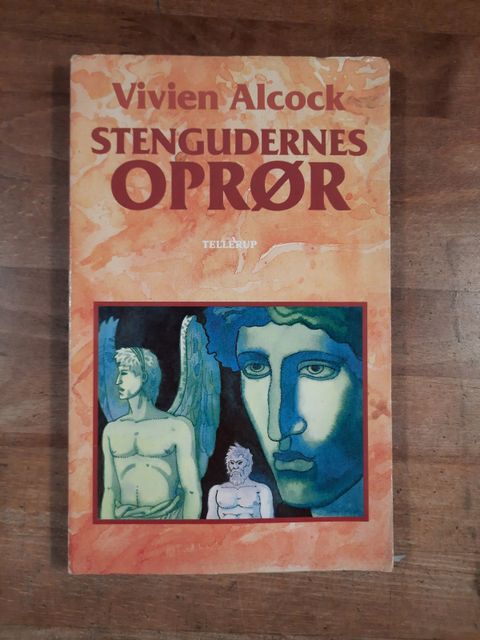 Vivien Alcock
STENGUDERNES
OPRØR
TELLERUP